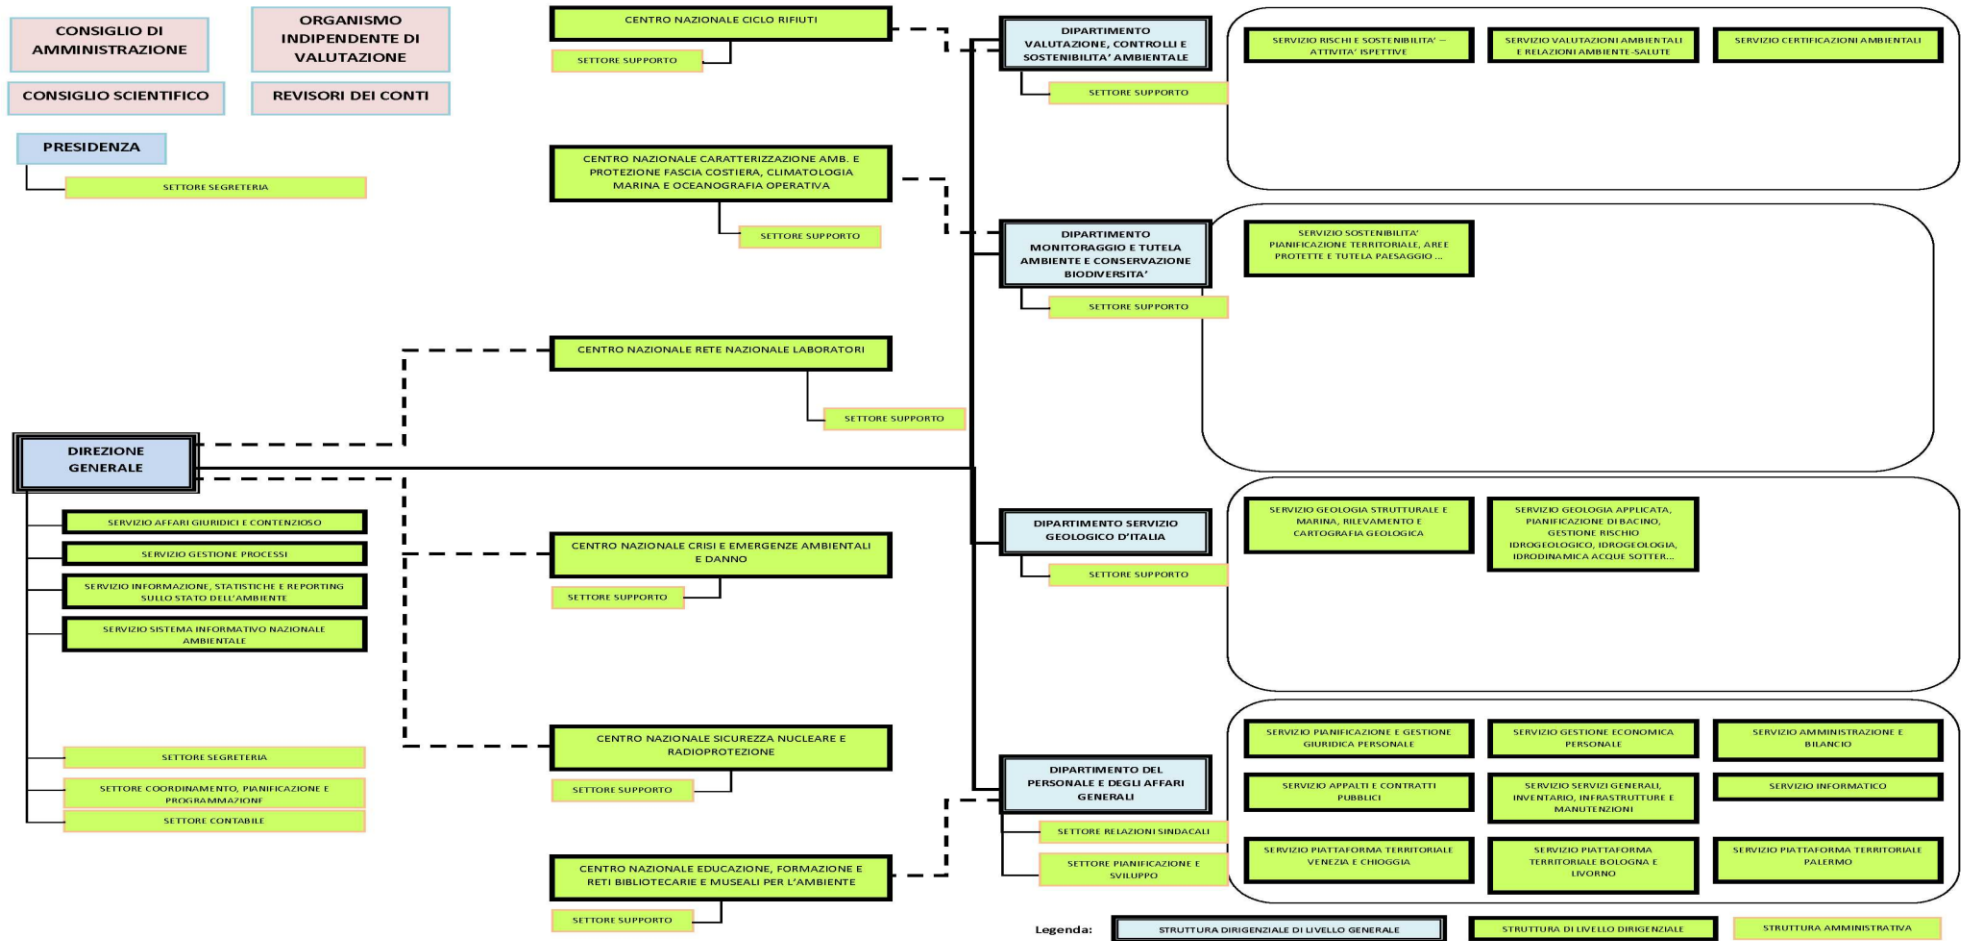 CONSIGLIO DI
AMMINISTRAZIONE
ORGANISMO
INDIPENDENTE DI
VALUTAZIONE
CONSIGLIO SCIENTIFICO
REVISORI DEI CONTI
PRESIDENZA
SETTORE SEGRETERIA
DIREZIONE
GENERALE
SERVIZIO AFFARI GIURIDICI E CONTENZIOSO
SERVIZIO GESTIONE PROCESSI
SERVIZIO INFORMAZIONE, STATISTICHE E REPORTING
SULLO STATO DELL'AMBIENTE
SERVIZIO SISTEMA INFORMATIVO NAZIONALE
AMBIENTALE
SETTORE SEGRETERIA
SETTORE COORDINAMENTO, PIANIFICAZIONE E
PROGRAMMAZIONE
SETTORE CONTABILE
CENTRO NAZIONALE CICLO RIFIUTI
SETTORE SUPPORTO
CENTRO NAZIONALE CARATTERIZZAZIONE AMB. E
PROTEZIONE FASCIA COSTIERA, CLIMATOLOGIA
MARINA E OCEANOGRAFIA OPERATIVA
SETTORE SUPPORTO
CENTRO NAZIONALE RETE NAZIONALE LABORATORI
SETTORE SUPPORTO
CENTRO NAZIONALE CRISI E EMERGENZE AMBIENTALI
E DANNO
SETTORE SUPPORTO
CENTRO NAZIONALE SICUREZZA NUCLEARE E
RADIOPROTEZIONE
SETTORE SUPPORTO
CENTRO NAZIONALE EDUCAZIONE, FORMAZIONE E
RETI BIBLIOTECARIE E MUSEALI PER L'AMBIENTE
SETTORE SUPPORTO
DIPARTIMENTO
VALUTAZIONE, CONTROLLI E
SOSTENIBILITA' AMBIENTALE
SETTORE SUPPORTO
SERVIZIO RISCHI E SOSTENIBILITA' –
ATTIVITA' ISPETTIVE
SERVIZIO VALUTAZIONI AMBIENTALI
E RELAZIONI AMBIENTE-SALUTE
SERVIZIO CERTIFICAZIONI AMBIENTALI
DIPARTIMENTO
MONITORAGGIO E TUTELA
AMBIENTE E CONSERVAZIONE
BIODIVERSITA'
SETTORE SUPPORTO
SERVIZIO SOSTENIBILITA'
PIANIFICAZIONE TERRITORIALE, AREE
PROTETTE E TUTELA PAESAGGIO ...
DIPARTIMENTO SERVIZIO
GEOLOGICO D'ITALIA
SETTORE SUPPORTO
SERVIZIO GEOLOGIA STRUTTURALE E
MARINA, RILEVAMENTO E
CARTOGRAFIA GEOLOGICA
SERVIZIO GEOLOGIA APPLICATA,
PIANIFICAZIONE DI BACINO,
GESTIONE RISCHIO
IDROGEOLOGICO, IDROGEOLOGIA,
IDRODINAMICA ACQUE SOTTER...
DIPARTIMENTO DEL
PERSONALE E DEGLI AFFARI
GENERALI
SETTORE RELAZIONI SINDACALI
SETTORE PIANIFICAZIONE E
SVILUPPO
SERVIZIO PIANIFICAZIONE E GESTIONE
GIURIDICA PERSONALE
SERVIZIO GESTIONE ECONOMICA
PERSONALE
SERVIZIO AMMINISTRAZIONE E
BILANCIO
SERVIZIO APPALTI E CONTRATTI
PUBBLICI
SERVIZIO SERVIZI GENERALI,
INVENTARIO, INFRASTRUTTURE E
MANUTENZIONI
SERVIZIO INFORMATICO
SERVIZIO PIATTAFORMA TERRITORIALE
VENEZIA E CHIOGGIA
SERVIZIO PIATTAFORMA
TERRITORIALE BOLOGNA E
LIVORNO
SERVIZIO PIATTAFORMA TERRITORIALE
PALERMO
Legenda:
STRUTTURA DIRIGENZIALE DI LIVELLO GENERALE
STRUTTURA DI LIVELLO DIRIGENZIALE
STRUTTURA AMMINISTRATIVA